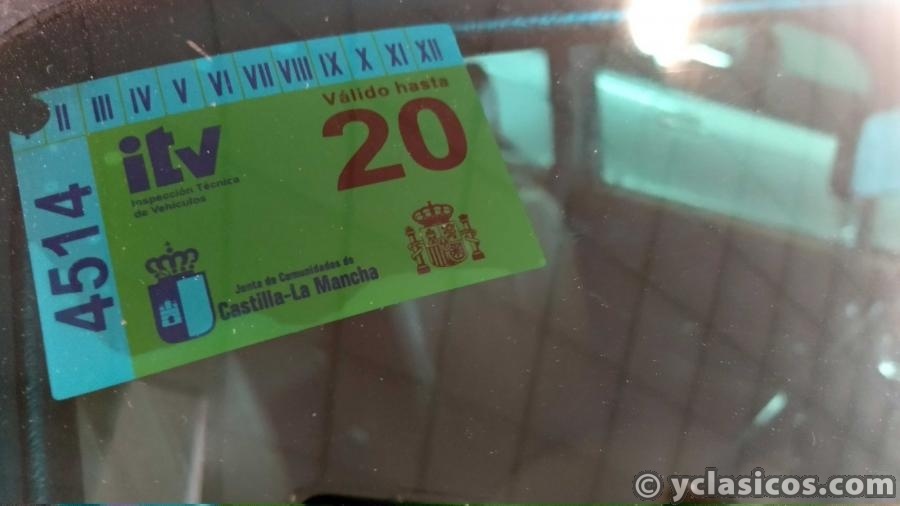 II III IV V VI VII VIII IX X XI XII
Válido hasta
20
itv
Inspección Técnica
de Vehículos
4514
Junta de Comunidades de
Castilla-La Mancha
© yclasicos.com